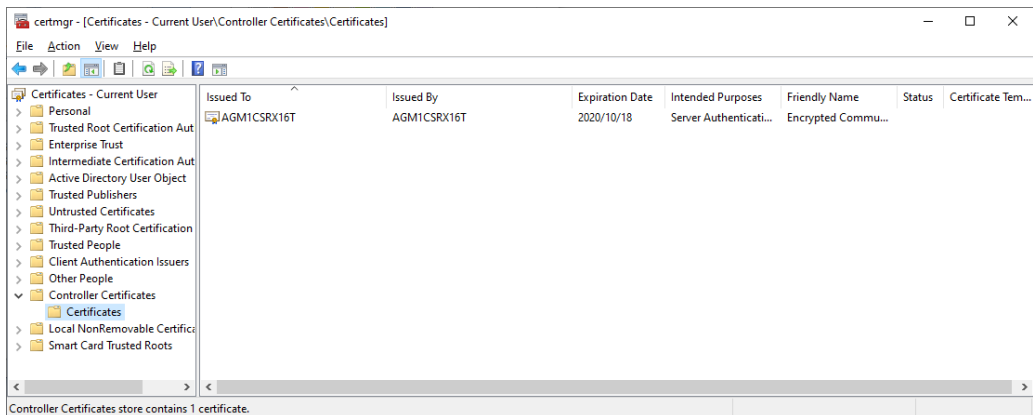 certmgr - [Certificates - Current User\Controller Certificates\Certificates]
File Action View Help
Certificates - Current User
Personal
Trusted Root Certification Aut
Enterprise Trust
Intermediate Certification Aut
Active Directory User Object
Trusted Publishers
Untrusted Certificates
Third-Party Root Certification
Trusted People
Client Authentication Issuers
Other People
Controller Certificates
Certificates
Local NonRemovable Certifica
Smart Card Trusted Roots
Issued To Issued By Expiration Date Intended Purposes Friendly Name Status Certificate Tem...
AGM1CSRX16T AGM1CSRX16T 2020/10/18 Server Authenticati... Encrypted Commu...
Controller Certificates store contains 1 certificate.